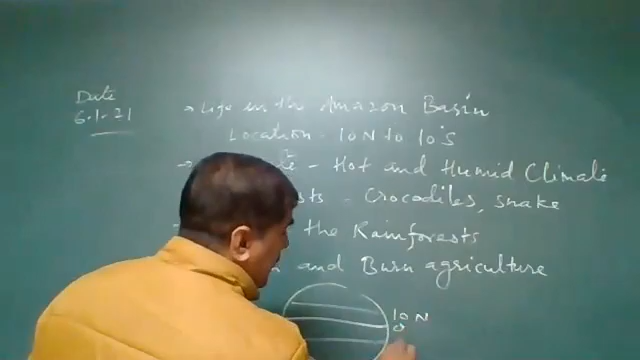 Date
6.1.21
→ Life in the Amazon Basin
Location - 10 N to 10°S
→ - Hot and Humid Climate
sts - Crocodiles, snake
the Rainforests
and Burn agriculture
10 N
0